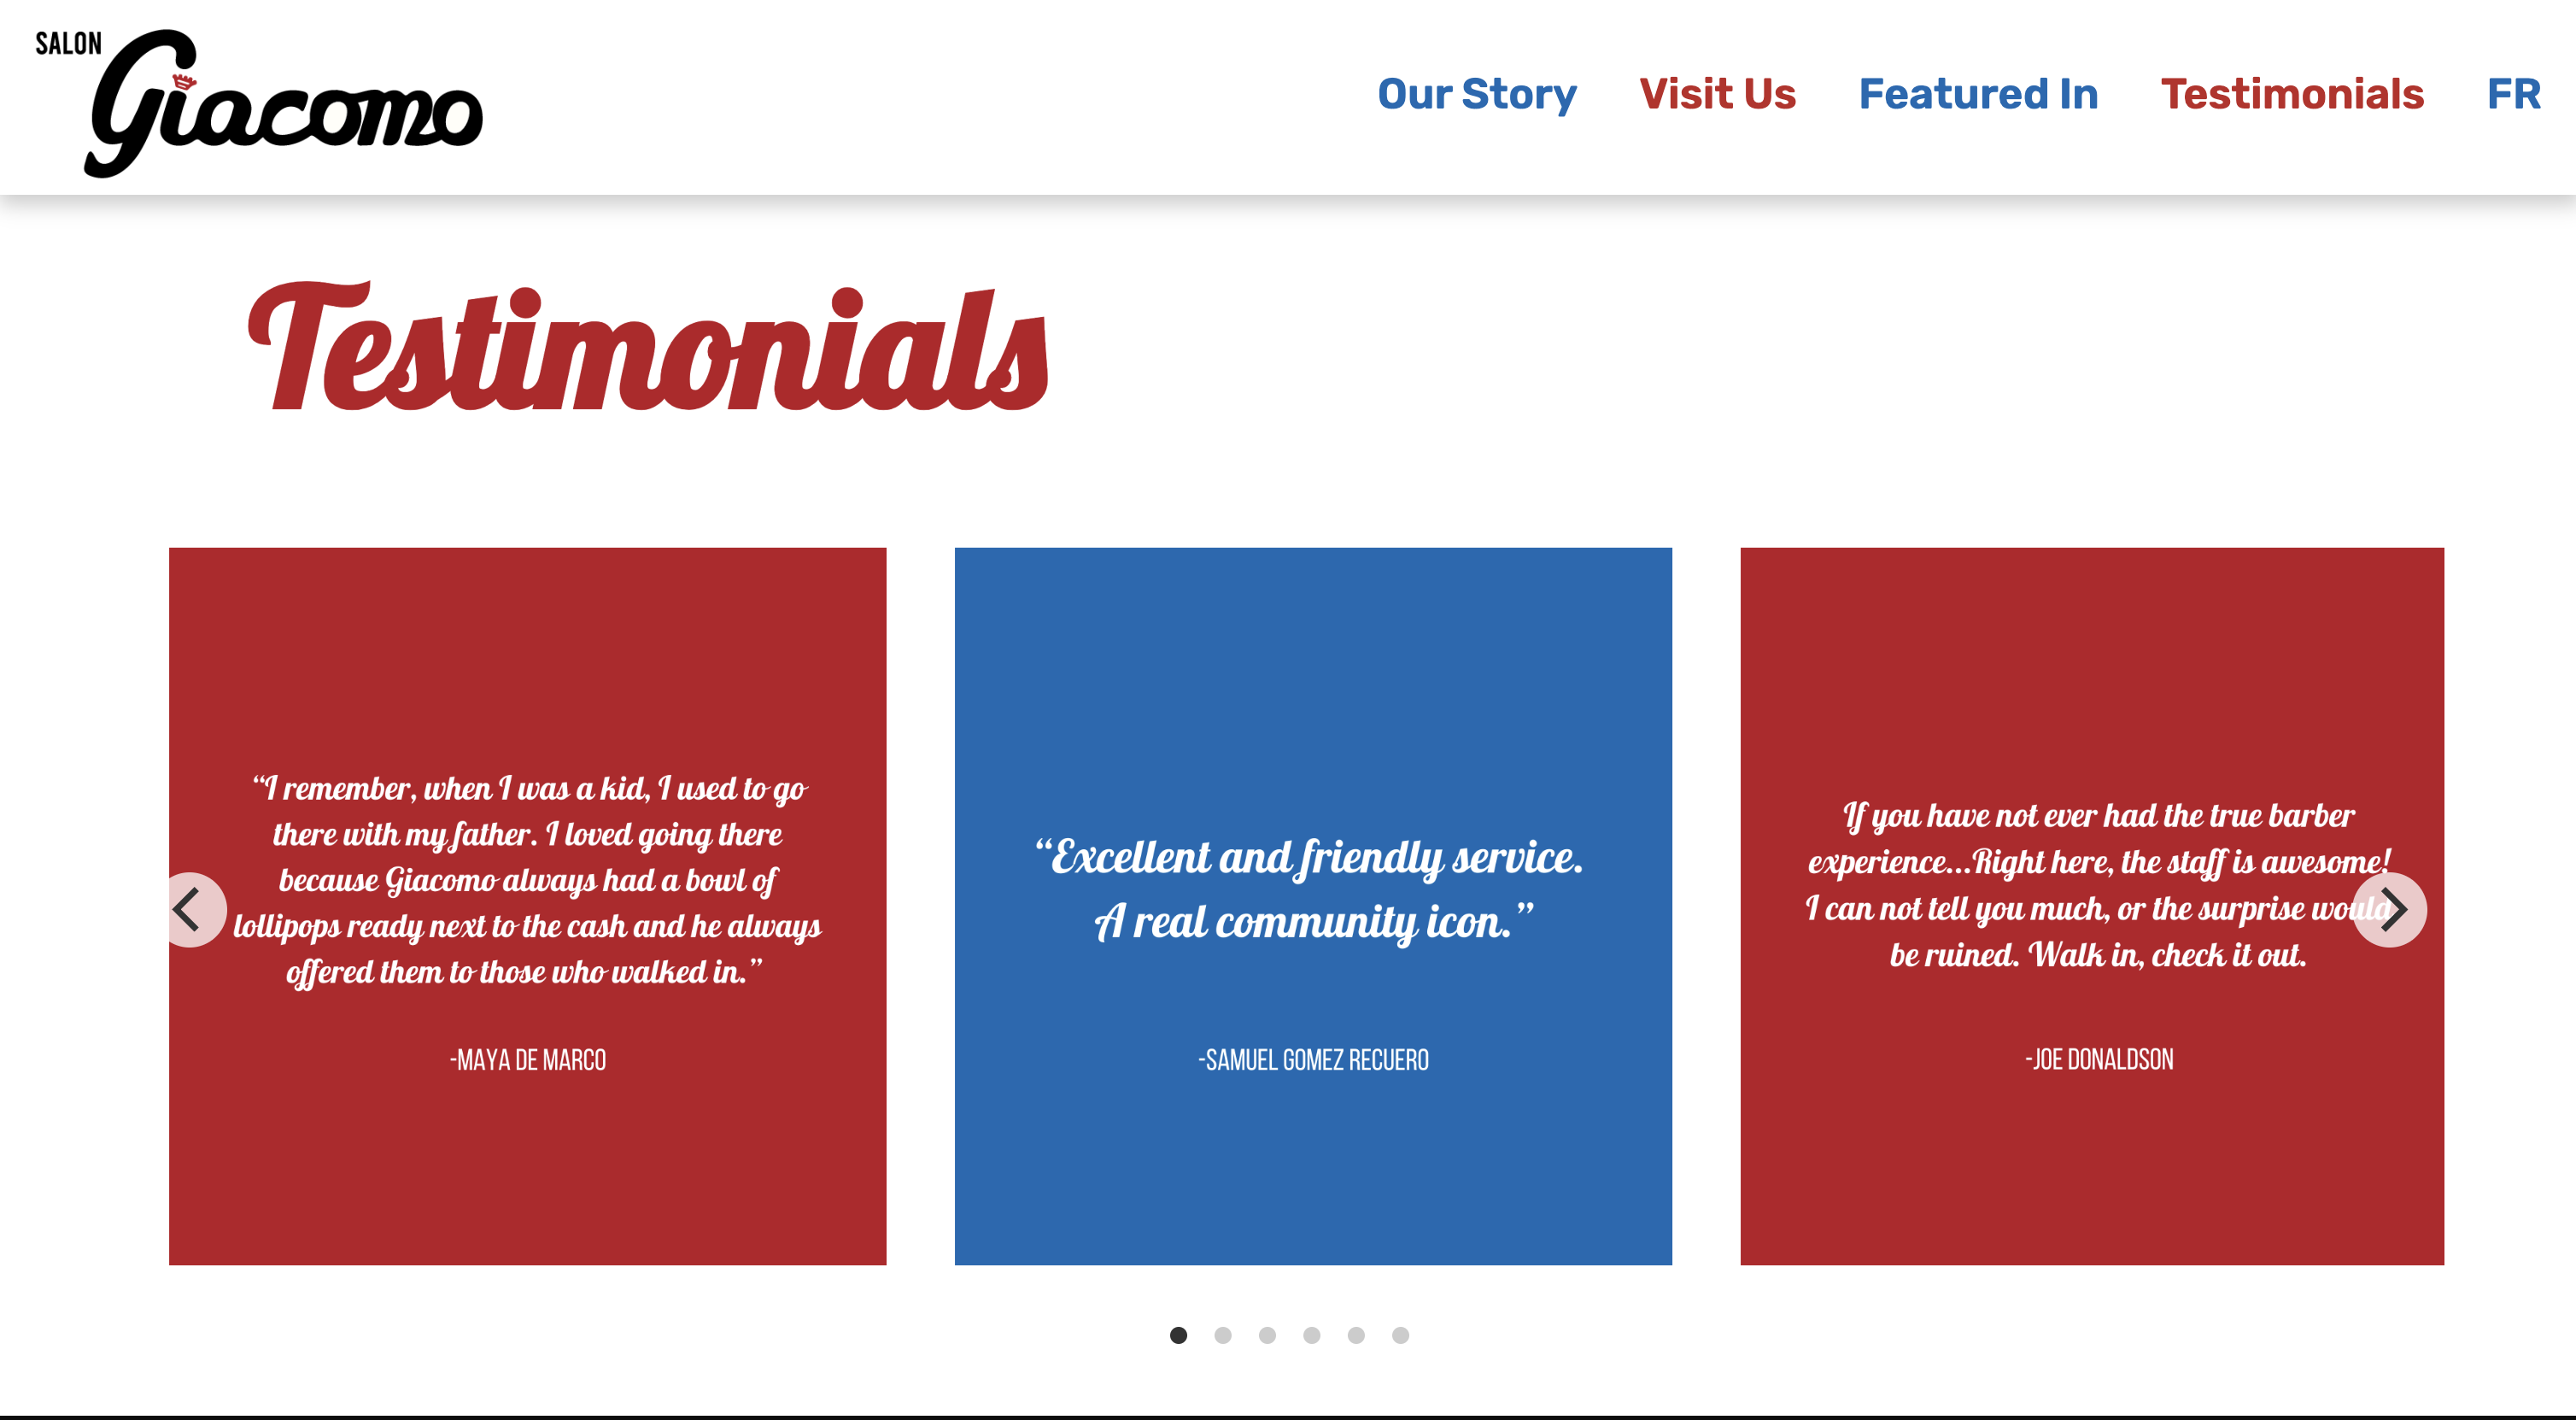 SALON
Giacomo
Our Story Visit Us Featured In Testimonials FR
Testimonials
“I remember, when I was a kid, I used to go
there with my father. I loved going there
because Giacomo always had a bowl of
lollipops ready next to the cash and he always
offered them to those who walked in.”
-MAYA DE MARCO
“Excellent and friendly service.
A real community icon.”
-SAMUEL GOMEZ RECUERO
If you have not ever had the true barber
experience...Right here, the staff is awesome!
I can not tell you much, or the surprise would
be ruined. Walk in, check it out.
-JOE DONALDSON